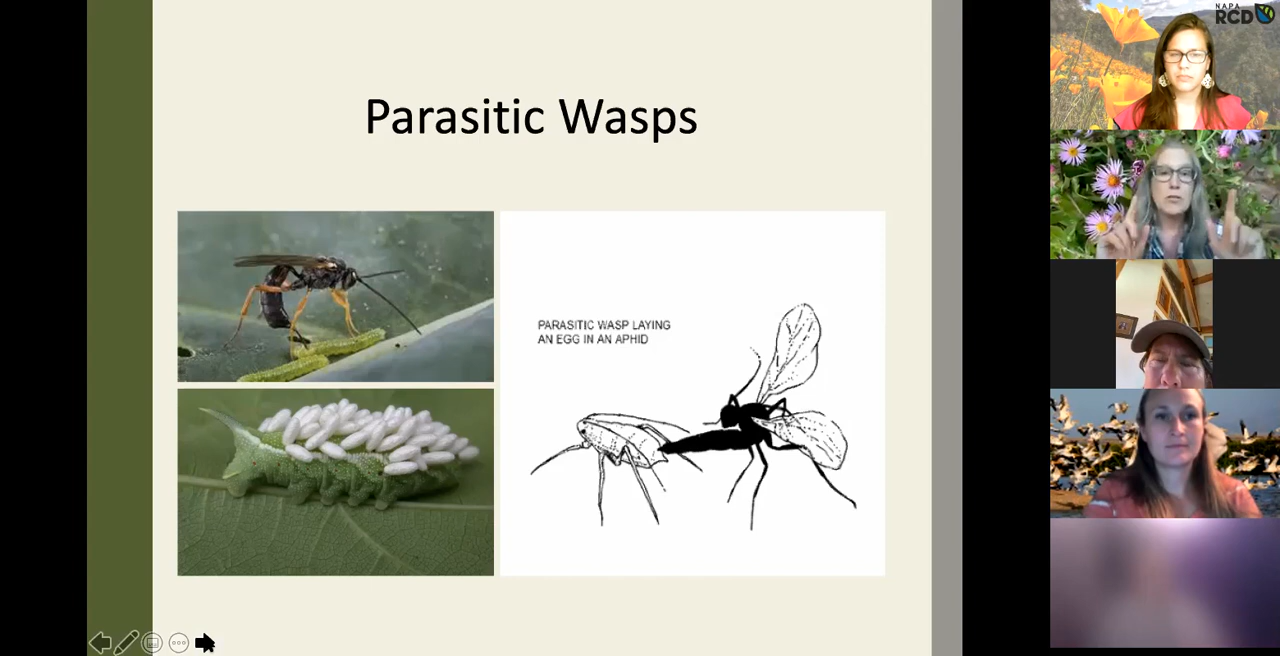 Parasitic Wasps
PARASITIC WASP LAYING
AN EGG IN AN APHID
NAPA
RCD